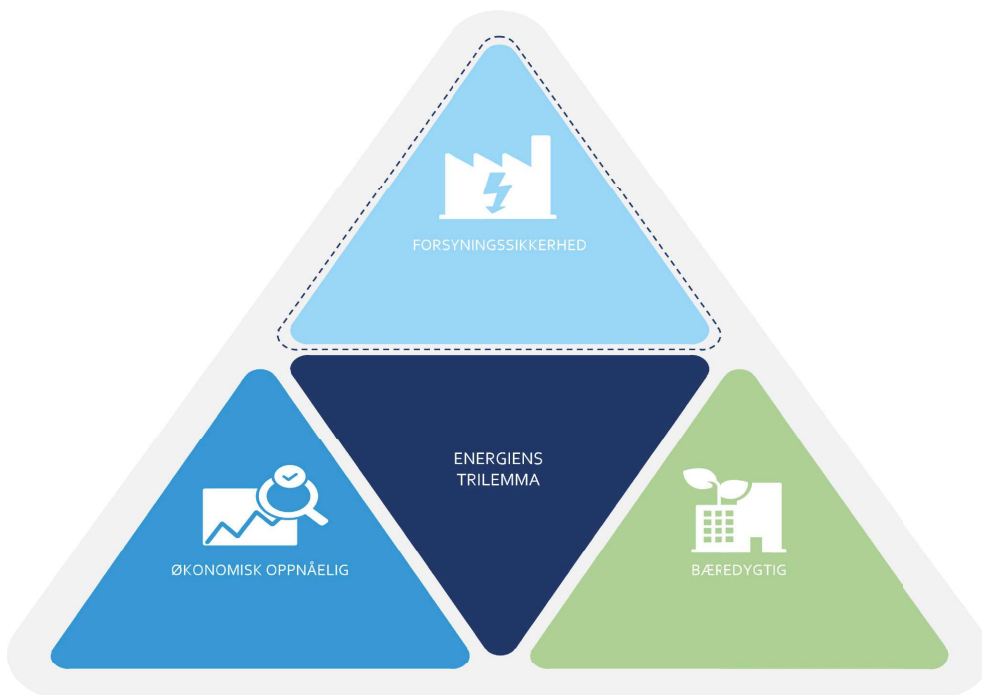 FORSYNINGSSIKKERHED
ENERGIENS
TRILEMMA
ØKONOMISK OPPNÅELIG
BÆREDYGTIG